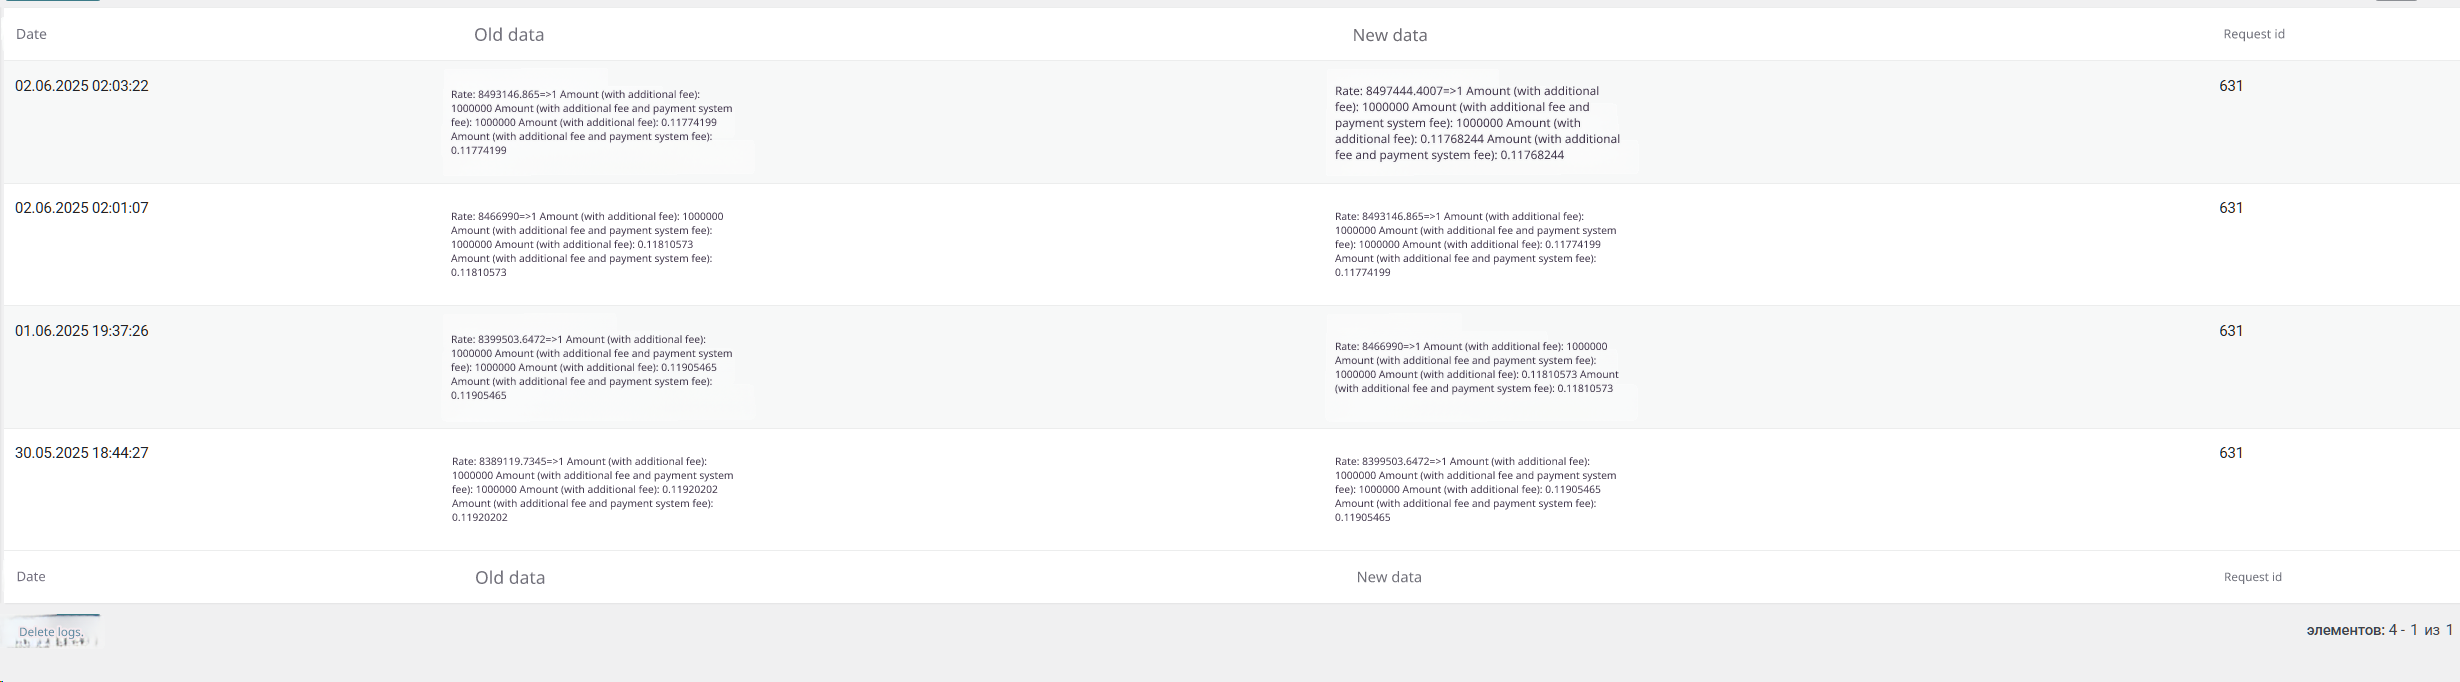 Date Old data New data Request id
02.06.2025 02:03:22
Rate: 8493146.865=>1 Amount (with additional fee):
1000000 Amount (with additional fee and payment system
fee): 1000000 Amount (with additional fee): 0.11774199
Amount (with additional fee and payment system fee):
0.11774199
Rate: 8497444.4007=>1 Amount (with additional
fee): 1000000 Amount (with additional fee and
payment system fee): 1000000 Amount (with
additional fee): 0.11768244 Amount (with additional
fee and payment system fee): 0.11768244
631
02.06.2025 02:01:07
Rate: 8466990=>1 Amount (with additional fee): 1000000
Amount (with additional fee and payment system fee):
1000000 Amount (with additional fee): 0.11810573
Amount (with additional fee and payment system fee):
0.11810573
Rate: 8493146.865=>1 Amount (with additional fee):
1000000 Amount (with additional fee and payment system
fee): 1000000 Amount (with additional fee): 0.11774199
Amount (with additional fee and payment system fee):
0.11774199
631
01.06.2025 19:37:26
Rate: 8399503.6472=>1 Amount (with additional fee):
1000000 Amount (with additional fee and payment system
fee): 1000000 Amount (with additional fee): 0.11905465
Amount (with additional fee and payment system fee):
0.11905465
Rate: 8466990=>1 Amount (with additional fee): 1000000
Amount (with additional fee and payment system fee):
1000000 Amount (with additional fee): 0.11810573 Amount
(with additional fee and payment system fee): 0.11810573
631
30.05.2025 18:44:27
Rate: 8389119.7345=>1 Amount (with additional fee):
1000000 Amount (with additional fee and payment system
fee): 1000000 Amount (with additional fee): 0.11920202
Amount (with additional fee and payment system fee):
0.11920202
Rate: 8399503.6472=>1 Amount (with additional fee):
1000000 Amount (with additional fee and payment system
fee): 1000000 Amount (with additional fee): 0.11905465
Amount (with additional fee and payment system fee):
0.11905465
631
Date Old data New data Request id
Delete logs.
элементов: 4 - 1 из 1